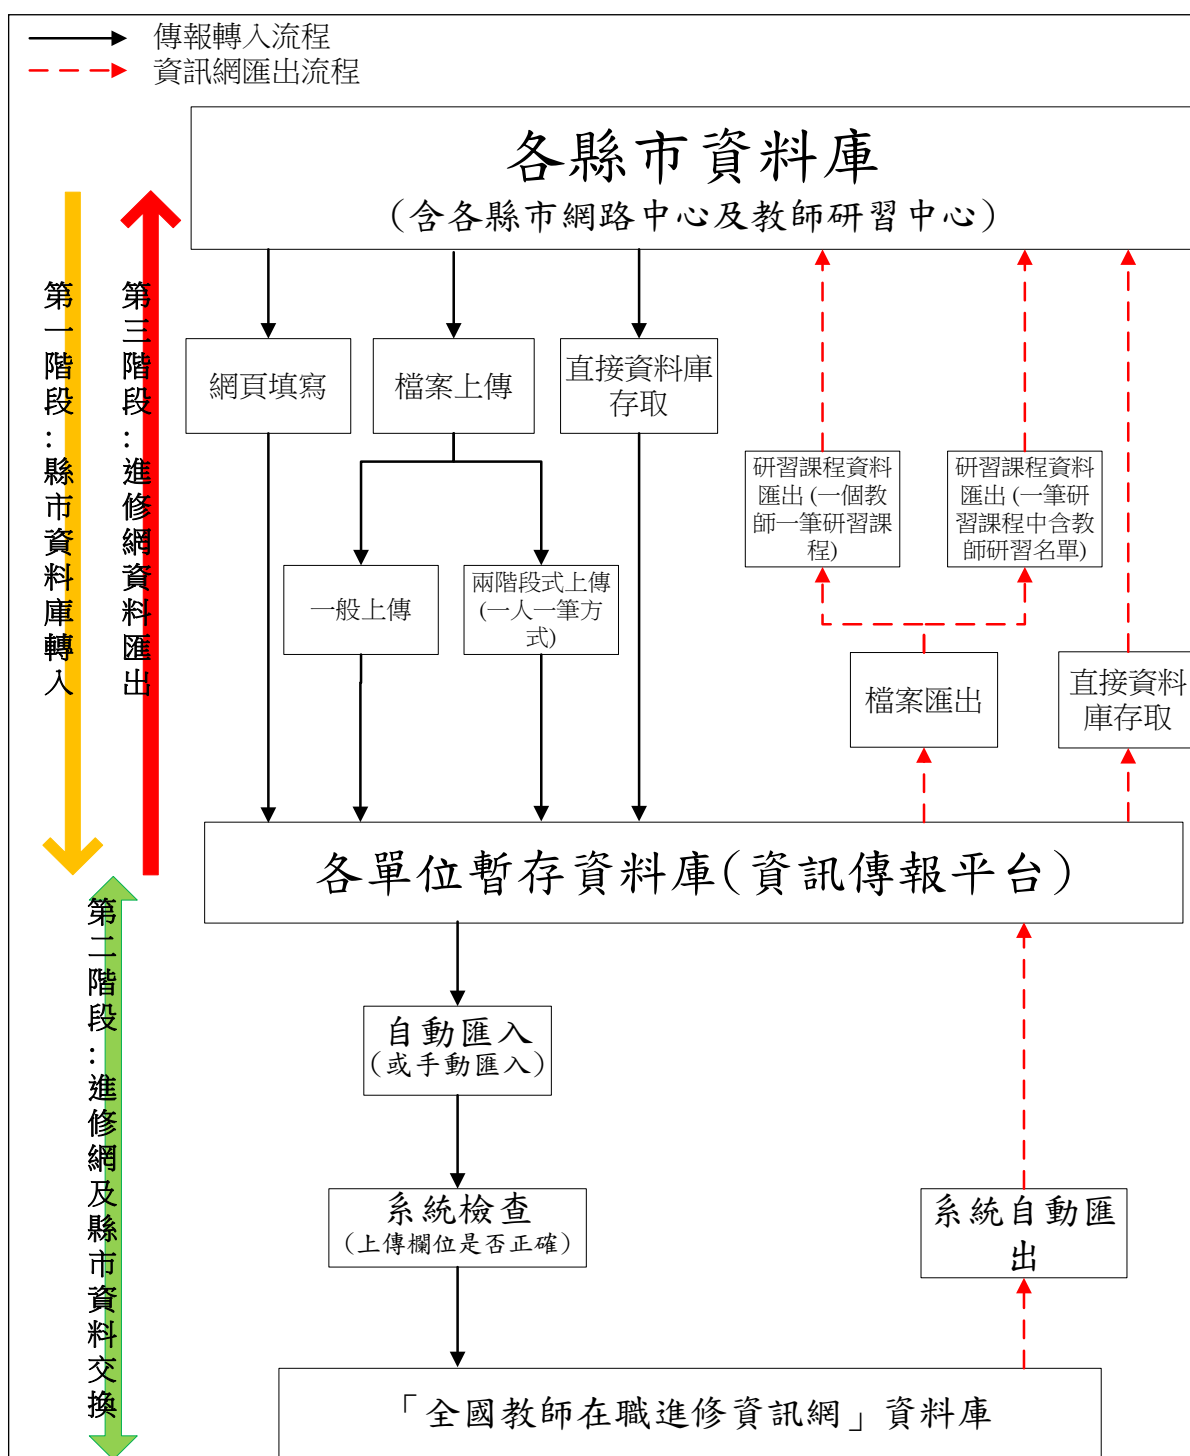 傳報轉入流程
資訊網匯出流程
各縣市資料庫
（含各縣市網路中心及教師研習中心）
第一階段：縣市資料庫轉入
第三階段：進修網資料匯出
網頁填寫
檔案上傳
直接資料庫
存取
研習課程資料
匯出 (一個教
師一筆研習課
程)
研習課程資料
匯出 (一筆研
習課程中含教
師研習名單)
一般上傳
兩階段式上傳
(一人一筆方
式)
檔案匯出
直接資料
庫存取
各單位暫存資料庫(資訊傳報平台)
第二階段：進修網及縣市資料交換
自動匯入
（或手動匯入）
系統檢查
（上傳欄位是否正確）
系統自動匯
出
「全國教師在職進修資訊網」資料庫